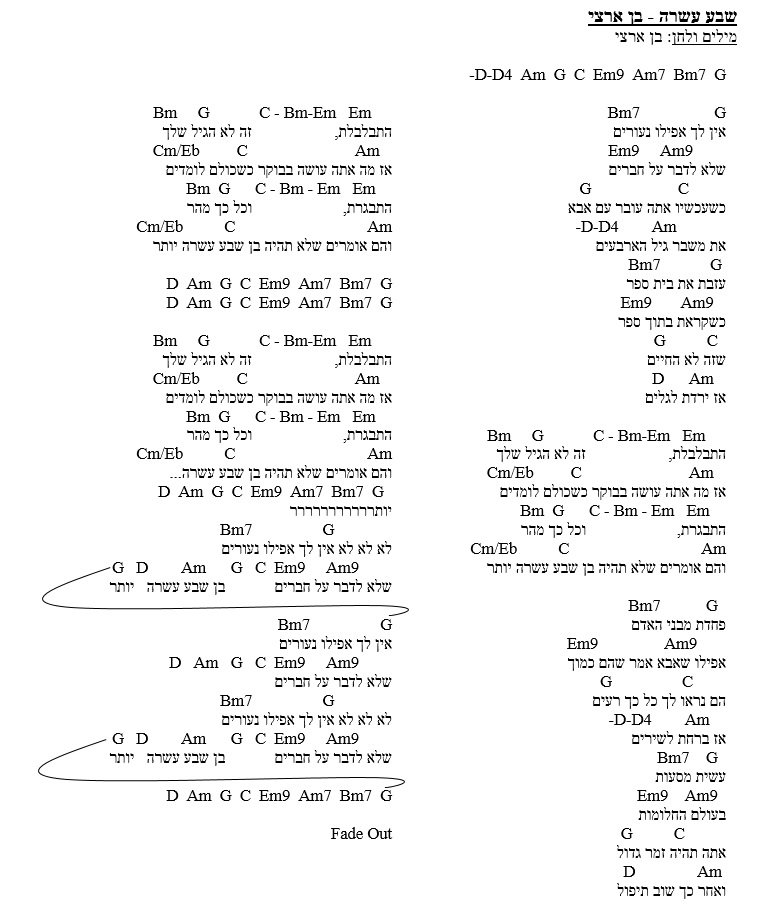 שבע עשרה - בן ארצי
מילים ולחן: בן ארצי
-D-D4 Am G C Em9 Am7 Bm7 G
Bm7 G
אין לך אפילו נעורים
Em9 Am9
שלא לדבר על חברים
G C
כשעכשיו אתה עובר עם אבא
-D-D4 Am
את משבר גיל הארבעים
Bm7 G
עזבת את בית ספר
Em9 Am9
כשקראת בתוך ספר
G C
שזה לא החיים
D Am
אז ירדת לגלים
Bm G C - Bm-Em Em
התבלבלת, זה לא הגיל שלך
Cm/Eb C Am
אז מה אתה עושה בבוקר כשכולם לומדים
Bm G C - Bm - Em Em
התבגרת, וכל כך מהר
Cm/Eb C Am
והם אומרים שלא תהיה בן שבע עשרה יותר
Bm7 G
פחדת מבני האדם
Em9 Am9
אפילו שאבא אמר שהם כמוך
G C
הם נראו לך כל כך רעים
-D-D4 Am
אז ברחת לשירים
Bm7 G
עשית מסעות
Em9 Am9
בעולם החלומות
G C
אתה תהיה זמר גדול
D Am
ואחר כך שוב תיפול
Bm G C - Bm-Em Em
התבלבלת, זה לא הגיל שלך
Cm/Eb C Am
אז מה אתה עושה בבוקר כשכולם לומדים
Bm G C - Bm - Em Em
התבגרת, וכל כך מהר
Cm/Eb C Am
והם אומרים שלא תהיה בן שבע עשרה יותר
D Am G C Em9 Am7 Bm7 G
D Am G C Em9 Am7 Bm7 G
Bm G C - Bm-Em Em
התבלבלת, זה לא הגיל שלך
Cm/Eb C Am
אז מה אתה עושה בבוקר כשכולם לומדים
Bm G C - Bm - Em Em
התבגרת, וכל כך מהר
Cm/Eb C Am
והם אומרים שלא תהיה בן שבע עשרה...
D Am G C Em9 Am7 Bm7 G
יותרררררררררררר
Bm7 G
לא לא לא אין לך אפילו נעורים
G D Am G C Em9 Am9
שלא לדבר על חברים בן שבע עשרה יותר
Bm7 G
אין לך אפילו נעורים
D Am G C Em9 Am9
שלא לדבר על חברים
Bm7 G
לא לא לא אין לך אפילו נעורים
G D Am G C Em9 Am9
שלא לדבר על חברים בן שבע עשרה יותר
D Am G C Em9 Am7 Bm7 G
Fade Out